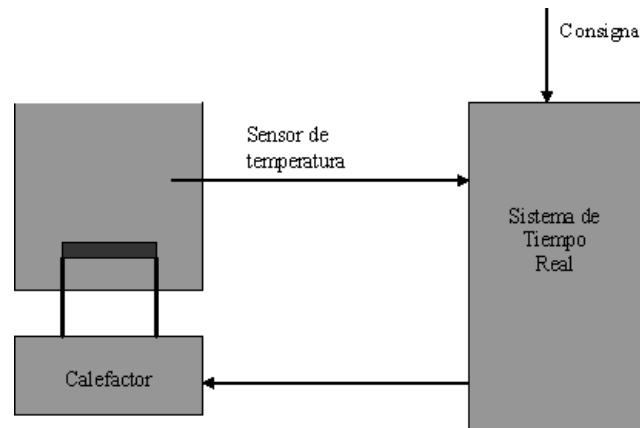 Consigna
Sensor de
temperatura
Sistema de
Tiempo
Real
Calefactor